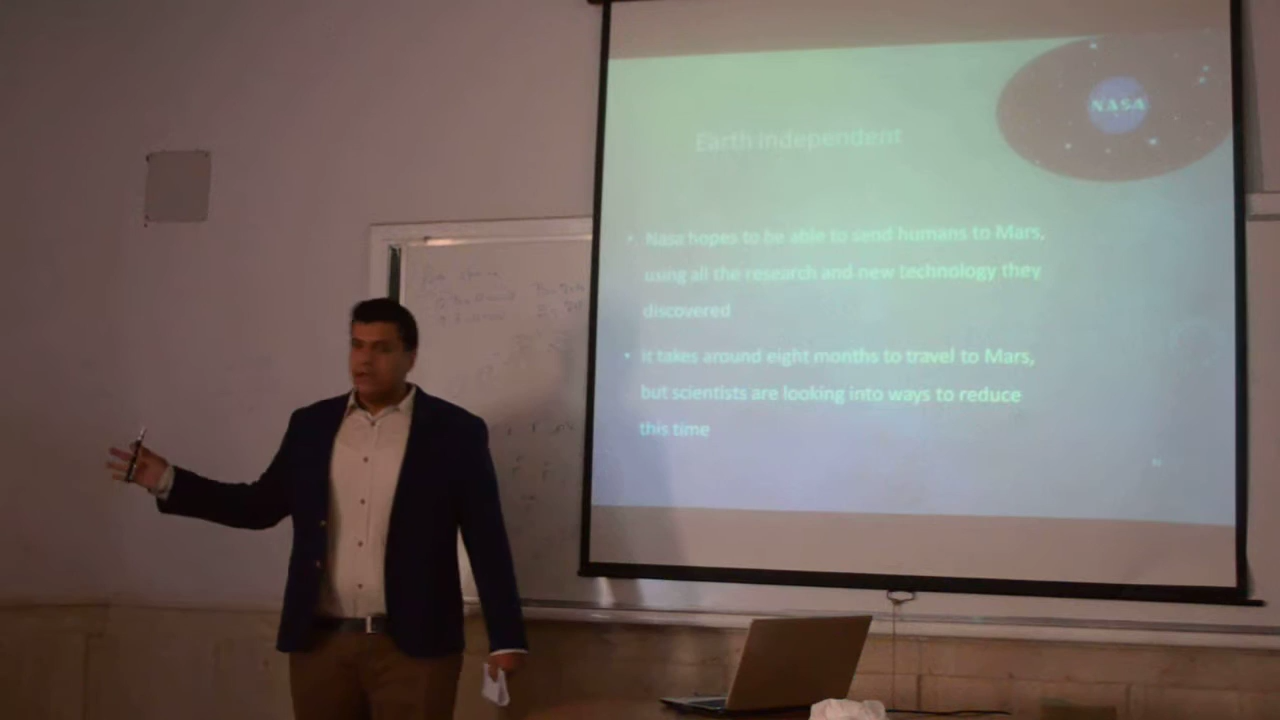 NASA
Earth independent
• Nasa hopes to be able to send humans to Mars,
using all the research and new technology they
discovered
• It takes around eight months to travel to Mars,
but scientists are looking into ways to reduce
this time